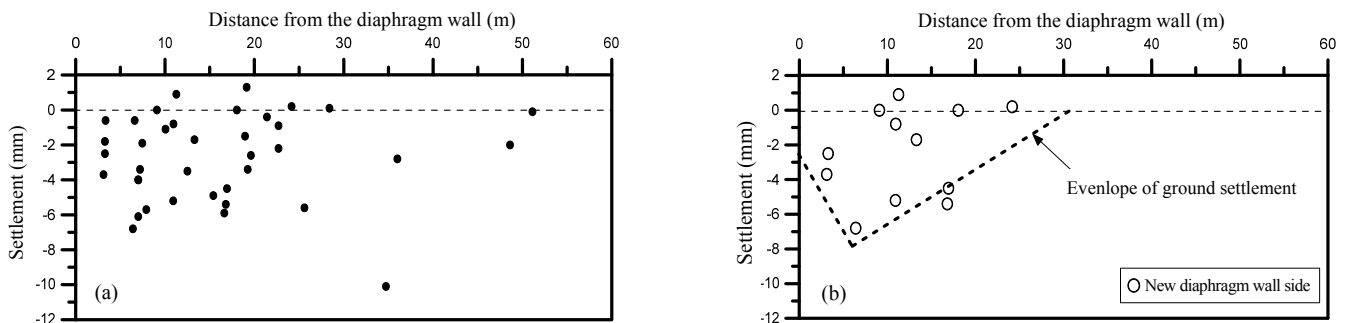 Distance from the diaphragm wall (m)
0 10 20 30 40 50 60
2
0
-2
-4
-6
-8
-10
-12
Settlement (mm)
(a)
Distance from the diaphragm wall (m)
0 10 20 30 40 50 60
2
0
-2
-4
-6
-8
-10
-12
Settlement (mm)
Evenlope of ground settlement
New diaphragm wall side
(b)